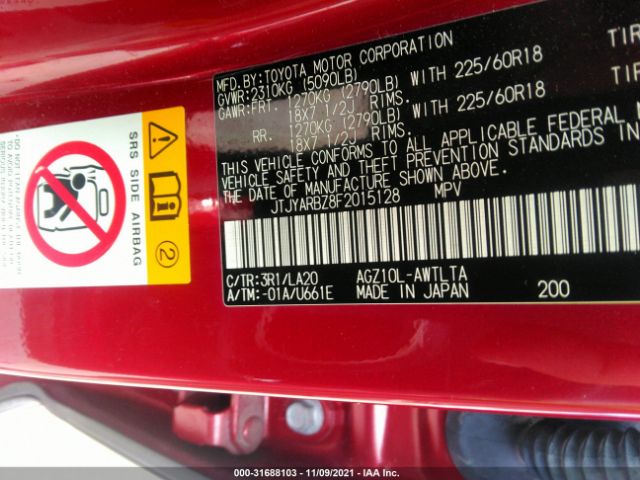 MFD.BY:TOYOTA MOTOR CORPORATION
GVWR:2310KG (5090LB)
GAWR:FRT. 1270KG (2790LB) WITH 225/60R18 TIR
18X7 1/2J RIMS.
RR. 1270KG (2790LB) WITH 225/60R18 TIR
18X7 1/2J RIMS.
THIS VEHICLE CONFORMS TO ALL APPLICABLE FEDERAL
VEHICLE SAFETY AND THEFT PREVENTION STANDARDS IN
THE DATE OF MANUFACTURE SHOWN ABOVE.
JTJYARBZ8F2015128 MPV
C/TR:3R1/LA20 AGZ10L-AWTLTA
A/TM:-01A/U661E MADE IN JAPAN 200
SRS SIDE AIRBAG
2
000-31688103 - 11/09/2021 - IAA Inc.